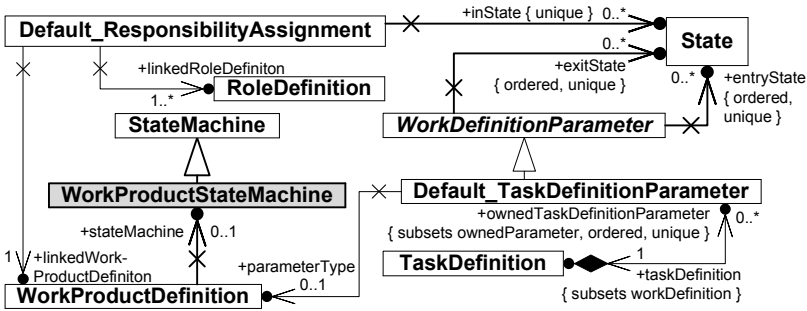 +inState { unique } 0..*
Default_ResponsibilityAssignment
State
0..*
+exitState
{ ordered, unique }
0..*
+entryState
{ ordered,
unique }
+linkedRoleDefiniton
1..*
RoleDefinition
StateMachine
WorkDefinitionParameter
WorkProductStateMachine
Default_TaskDefinitionParameter
+stateMachine
0..1
+ownedTaskDefinitionParameter
{ subsets ownedParameter, ordered, unique }
0..*
1
+linkedWork-
ProductDefiniton
+parameterType
0..1
TaskDefinition
1
+taskDefinition
{ subsets workDefinition }
WorkProductDefinition